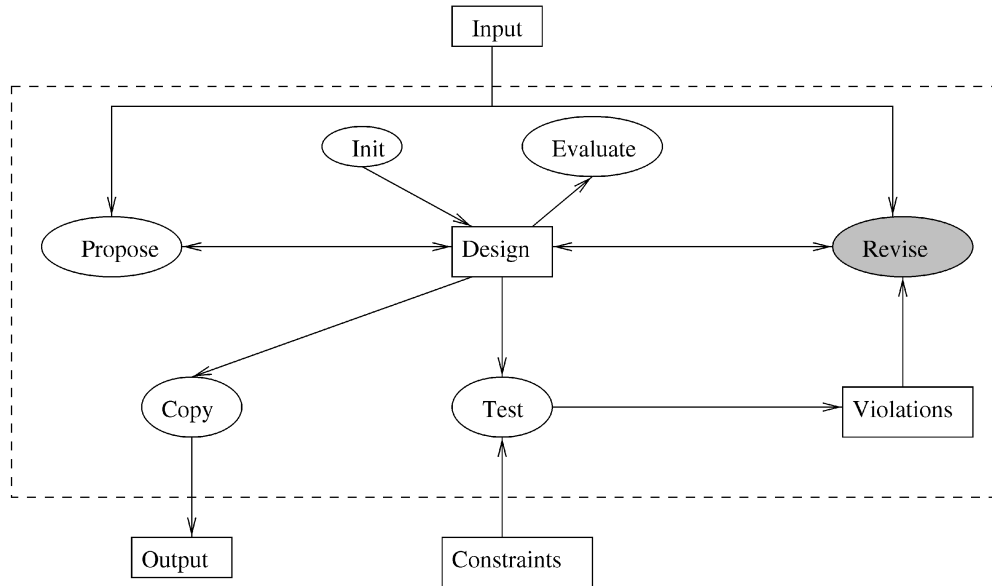 Input
Init
Evaluate
Propose
Design
Revise
Copy
Test
Violations
Output
Constraints